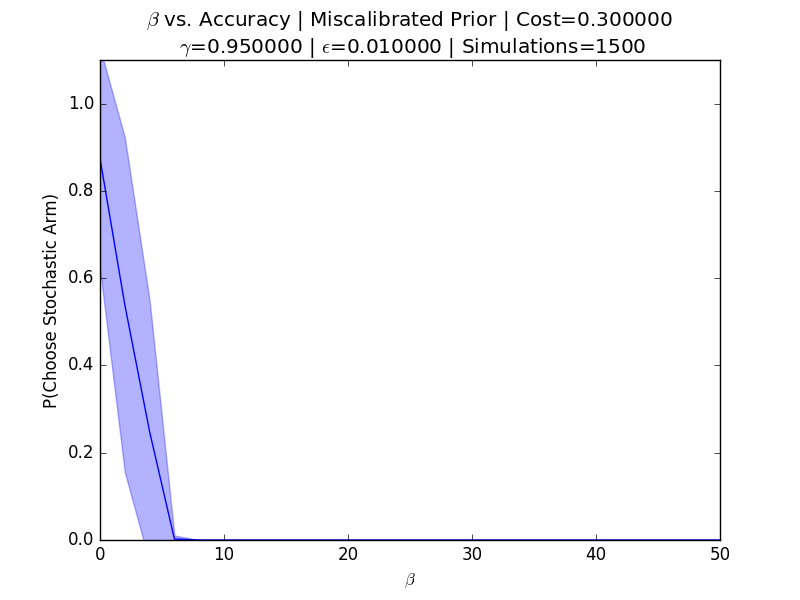 β vs. Accuracy | Miscalibrated Prior | Cost=0.300000
γ=0.950000 | ϵ=0.010000 | Simulations=1500
P(Choose Stochastic Arm)
1.0
0.8
0.6
0.4
0.2
0.0
0 10 20 30 40 50
β